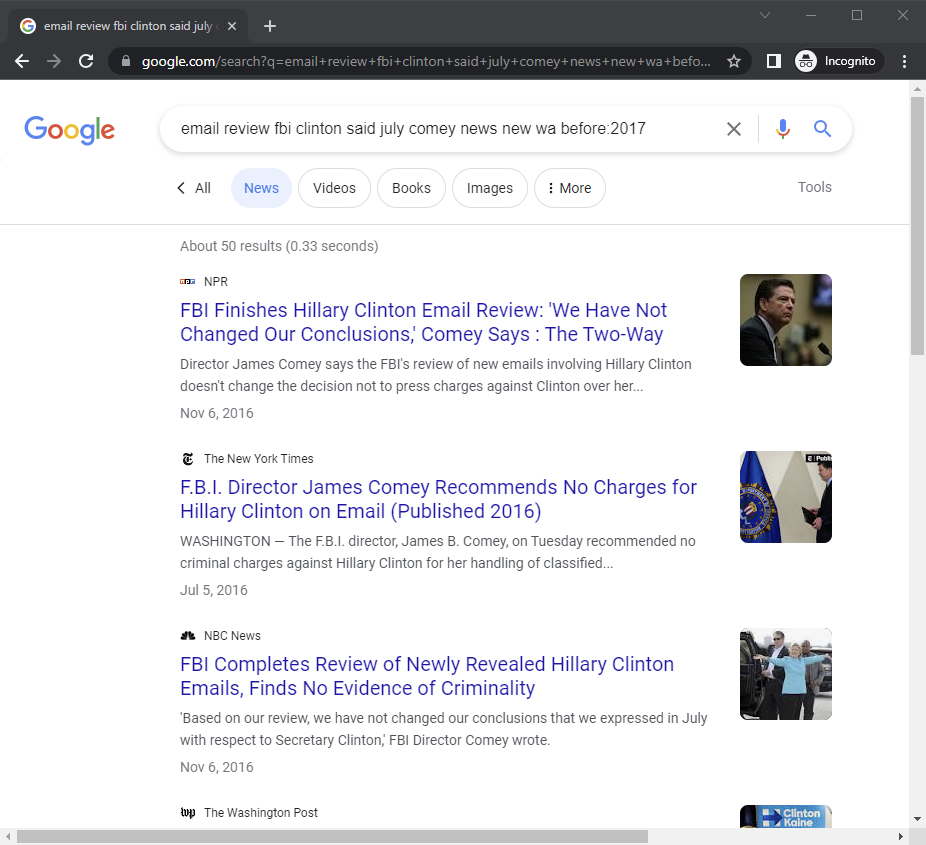 email review fbi clinton said july
Incognito
google.com/search?q=email+review+fbi+clinton+said+july+comey+news+new+wa+befo...
Google
email review fbi clinton said july comey news new wa before:2017
All
News
Videos
Books
Images
More
Tools
About 50 results (0.33 seconds)
npr NPR
FBI Finishes Hillary Clinton Email Review: 'We Have Not
Changed Our Conclusions,' Comey Says : The Two-Way
Director James Comey says the FBI's review of new emails involving Hillary Clinton
doesn't change the decision not to press charges against Clinton over her...
Nov 6, 2016
The New York Times
F.B.I. Director James Comey Recommends No Charges for
Hillary Clinton on Email (Published 2016)
WASHINGTON — The F.B.I. director, James B. Comey, on Tuesday recommended no
criminal charges against Hillary Clinton for her handling of classified...
Jul 5, 2016
NBC News
FBI Completes Review of Newly Revealed Hillary Clinton
Emails, Finds No Evidence of Criminality
'Based on our review, we have not changed our conclusions that we expressed in July
with respect to Secretary Clinton,' FBI Director Comey wrote.
Nov 6, 2016
wp The Washington Post
Clinton
Kaine